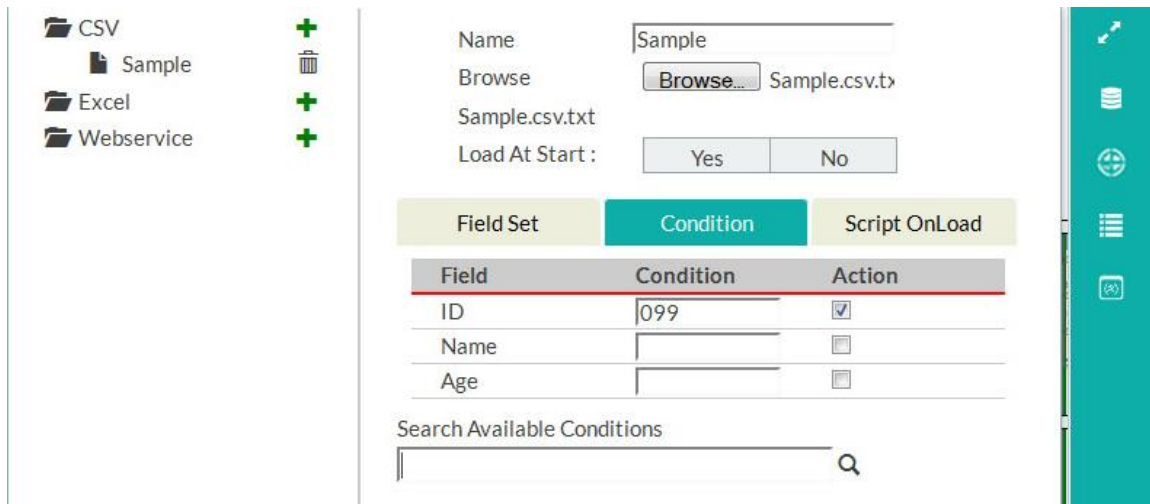 CSV
Sample
Excel
Webservice
Name Sample
Browse Browse... Sample.csv.tx
Sample.csv.txt
Load At Start : Yes No
Field Set Condition Script OnLoad
Field Condition Action
ID 099
Name
Age
Search Available Conditions